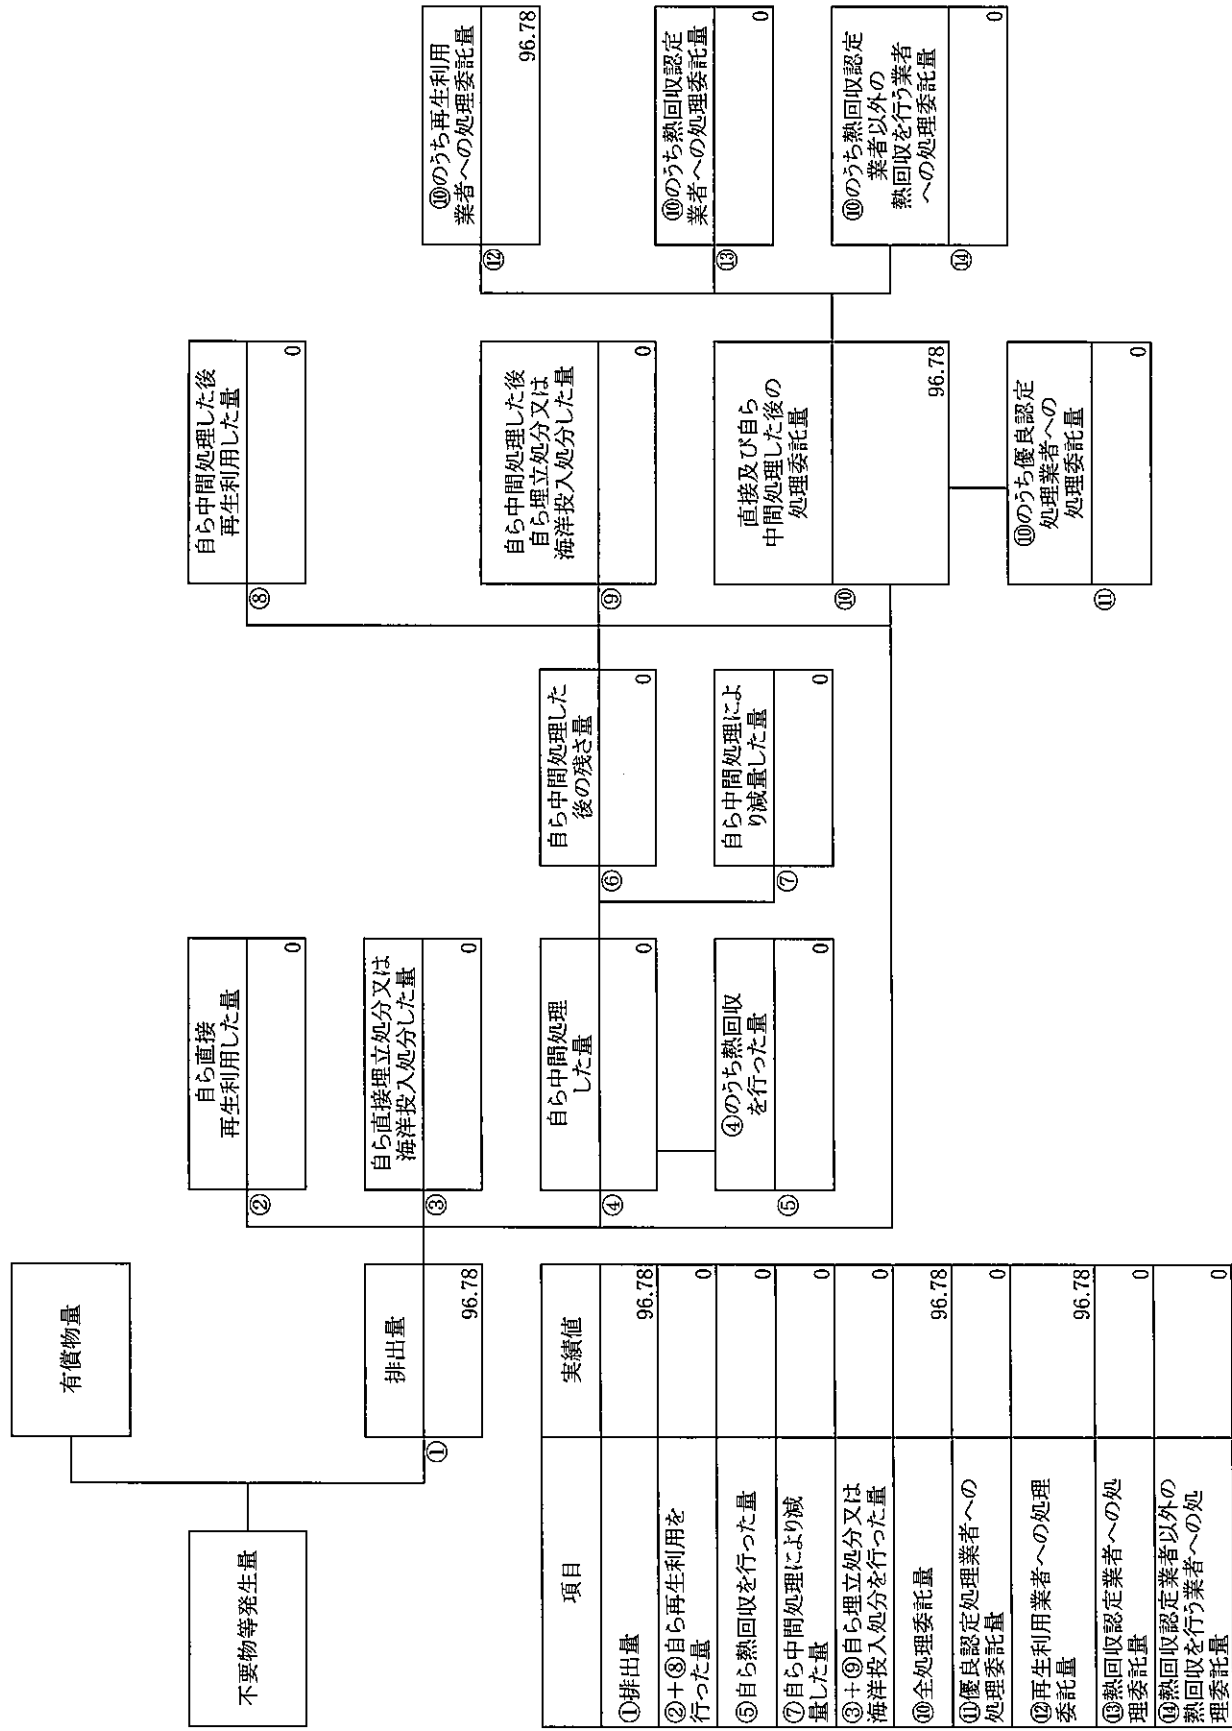 不要物等発生量
有償物量
①
排出量
96.78
②
自ら直接
再生利用した量
0
③
自ら直接埋立処分又は
海洋投入処分した量
0
④
自ら中間処理
した量
0
⑤
④のうち熱回収
を行った量
0
⑥
自ら中間処理した
後の残さ量
0
⑦
自ら中間処理によ
り減量した量
0
⑧
自ら中間処理した後
再生利用した量
0
⑨
自ら中間処理した後
自ら埋立処分又は
海洋投入処分した量
0
⑩
直接及び自ら
中間処理した後の
処理委託量
96.78
⑪
⑩のうち優良認定
処理業者への
処理委託量
0
⑫
⑩のうち再生利用
業者への処理委託量
96.78
⑬
⑩のうち熱回収認定
業者への処理委託量
0
⑭
⑩のうち熱回収認定
業者以外の
熱回収を行う業者
への処理委託量
0
項目 実績値
①排出量 96.78
②+⑧自ら再生利用を
行った量 0
⑤自ら熱回収を行った量 0
⑦自ら中間処理により減
量した量 0
③+⑨自ら埋立処分又は
海洋投入処分を行った量 0
⑩全処理委託量 96.78
⑪優良認定処理業者への
処理委託量 0
⑫再生利用業者への処理
委託量 96.78
⑬熱回収認定業者への処
理委託量 0
⑭熱回収認定業者以外の
熱回収を行う業者への処
理委託量 0